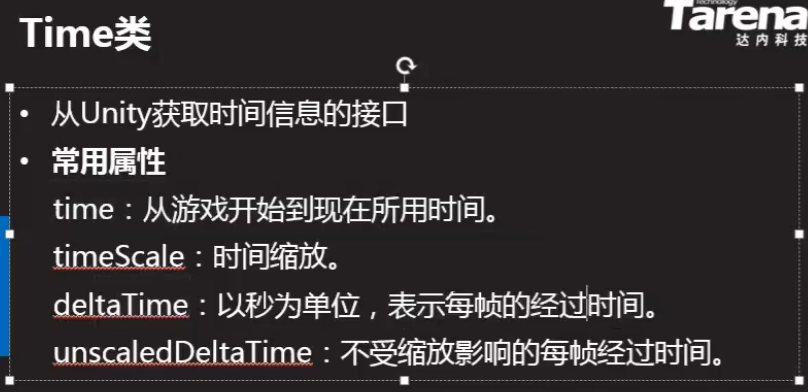 Time类
Technology
Tarena
达内科技
• 从Unity获取时间信息的接口
• 常用属性
time：从游戏开始到现在所用时间。
timeScale：时间缩放。
deltaTime：以秒为单位，表示每帧的经过时间。
unscaledDeltaTime：不受缩放影响的每帧经过时间。